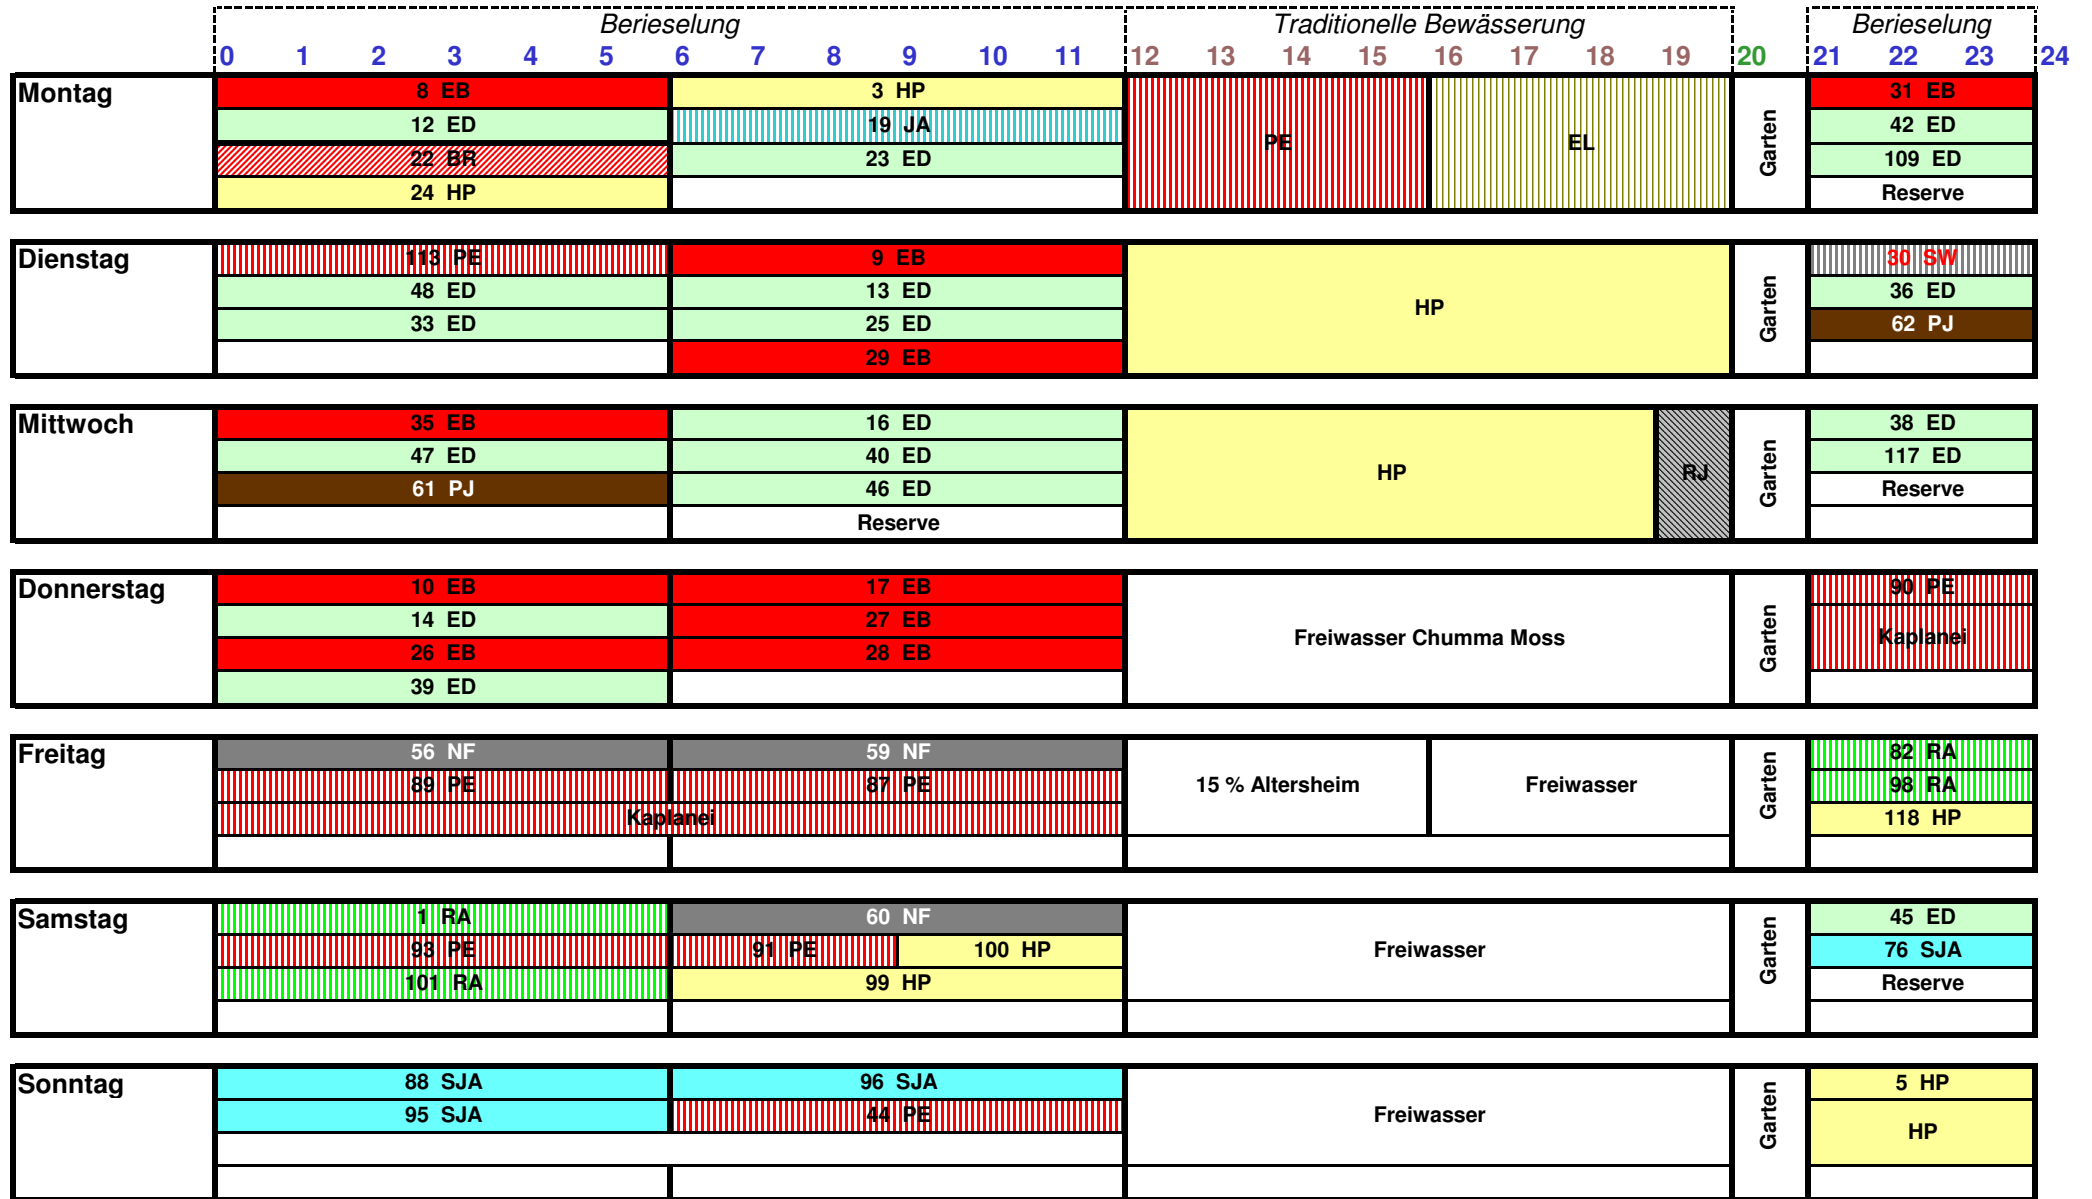 Berieselung Traditionelle Bewässerung Berieselung
0 1 2 3 4 5 6 7 8 9 10 11 12 13 14 15 16 17 18 19 20 21 22 23 24
Montag 8 EB 3 HP PE EL Garten 31 EB
12 ED 19 JA 42 ED
22 BR 23 ED 109 ED
24 HP Reserve
Dienstag 113 PE 9 EB HP Garten 30 SW
48 ED 13 ED 36 ED
33 ED 25 ED 62 PJ
29 EB
Mittwoch 35 EB 16 ED HP RJ Garten 38 ED
47 ED 40 ED 117 ED
61 PJ 46 ED Reserve
Reserve
Donnerstag 10 EB 17 EB Freiwasser Chumma Moss Garten 90 PE
14 ED 27 EB Kaplanei
26 EB 28 EB
39 ED
Freitag 56 NF 59 NF 15 % Altersheim Freiwasser Garten 82 RA
89 PE 87 PE 98 RA
Kaplanei 118 HP
Samstag 1 RA 60 NF Freiwasser Garten 45 ED
93 PE 91 PE 100 HP 76 SJA
101 RA 99 HP Reserve
Sonntag 88 SJA 96 SJA Freiwasser Garten 5 HP
95 SJA 44 PE HP